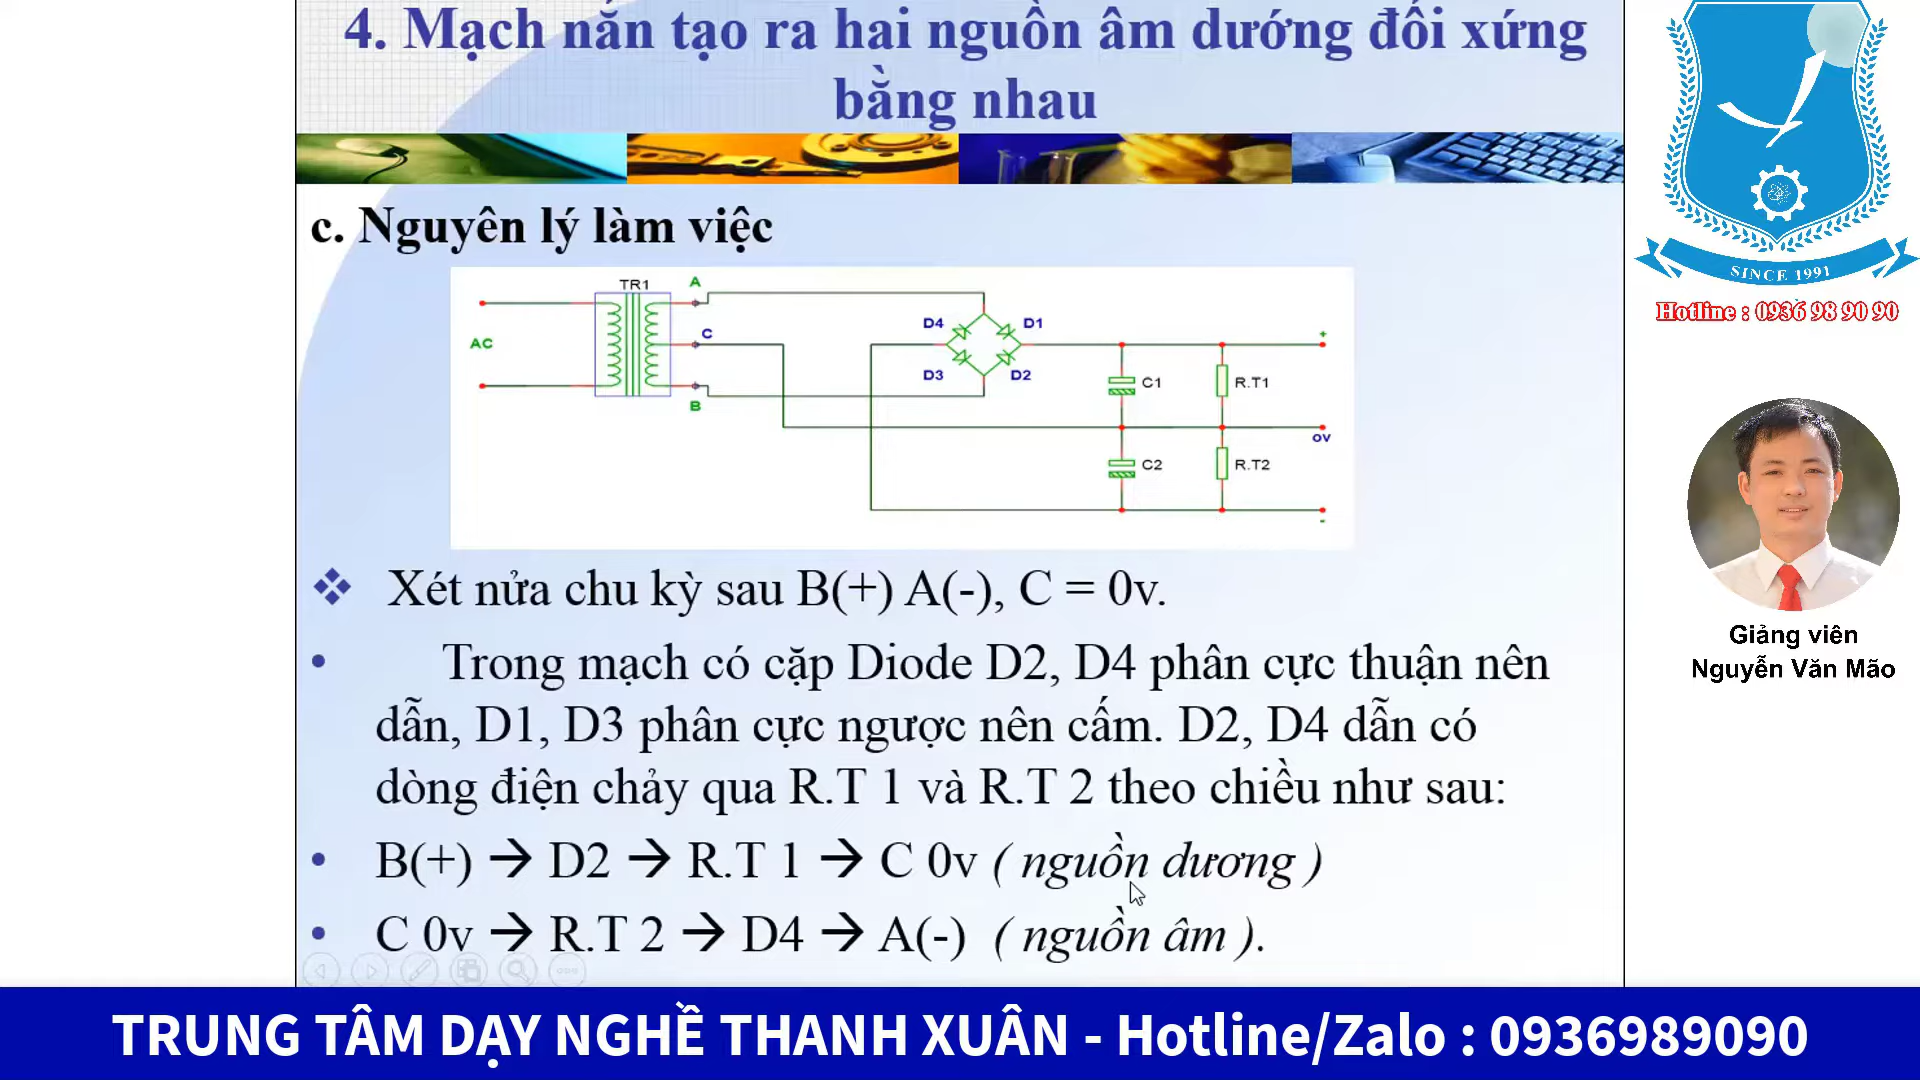 4. Mạch nắn tạo ra hai nguồn âm dướng đối xứng
bằng nhau
SINCE 1991
Hotline : 0936 98 90 90
c. Nguyên lý làm việc
TR1
A
AC
C
B
D4
D1
D3
D2
+
C1
R.T1
OV
C2
R.T2
-
Giảng viên
Nguyễn Văn Mão
❖ Xét nửa chu kỳ sau B(+) A(-), C = 0v.
• Trong mạch có cặp Diode D2, D4 phân cực thuận nên
dẫn, D1, D3 phân cực ngược nên cấm. D2, D4 dẫn có
dòng điện chảy qua R.T 1 và R.T 2 theo chiều như sau:
• B(+) → D2 → R.T 1 → C 0v ( nguồn dương )
• C 0v → R.T 2 → D4 → A(-) ( nguồn âm ).
TRUNG TÂM DẠY NGHỀ THANH XUÂN - Hotline/Zalo : 0936989090